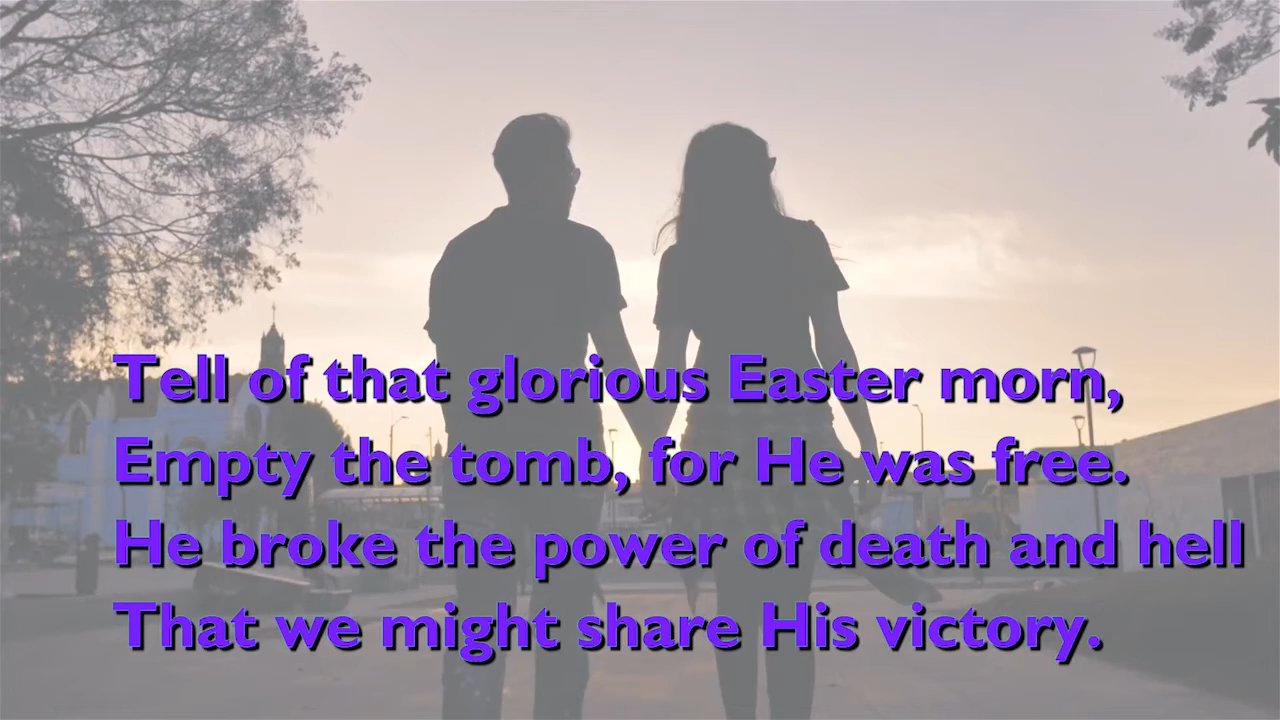 Tell of that glorious Easter morn,
Empty the tomb, for He was free.
He broke the power of death and hell
That we might share His victory.